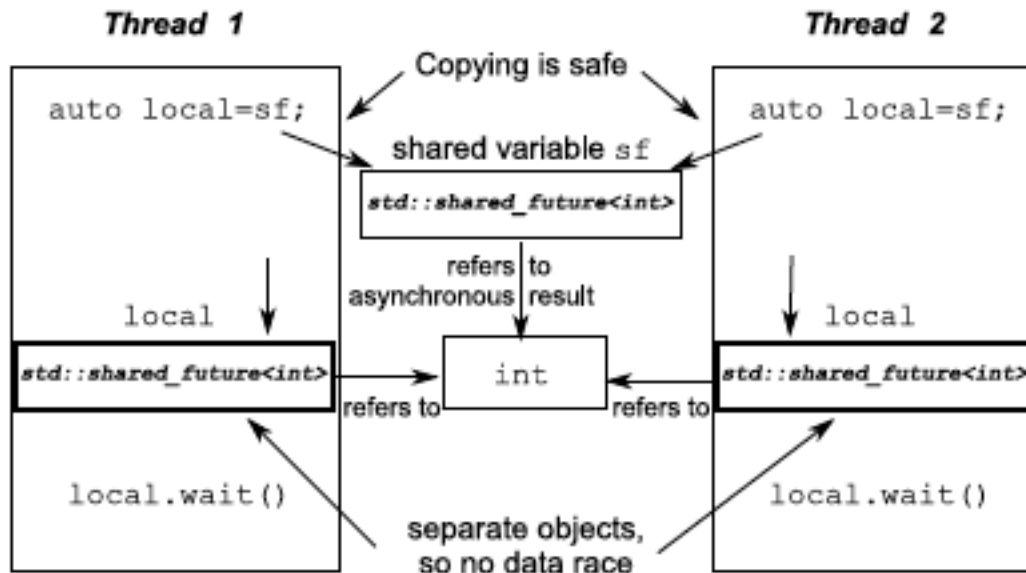 Thread 1
Thread 2
Copying is safe
auto local=sf;
auto local=sf;
shared variable sf
std::shared_future<int>
refers to
asynchronous result
local
local
std::shared_future<int>
int
std::shared_future<int>
refers to
refers to
local.wait()
local.wait()
separate objects,
so no data race